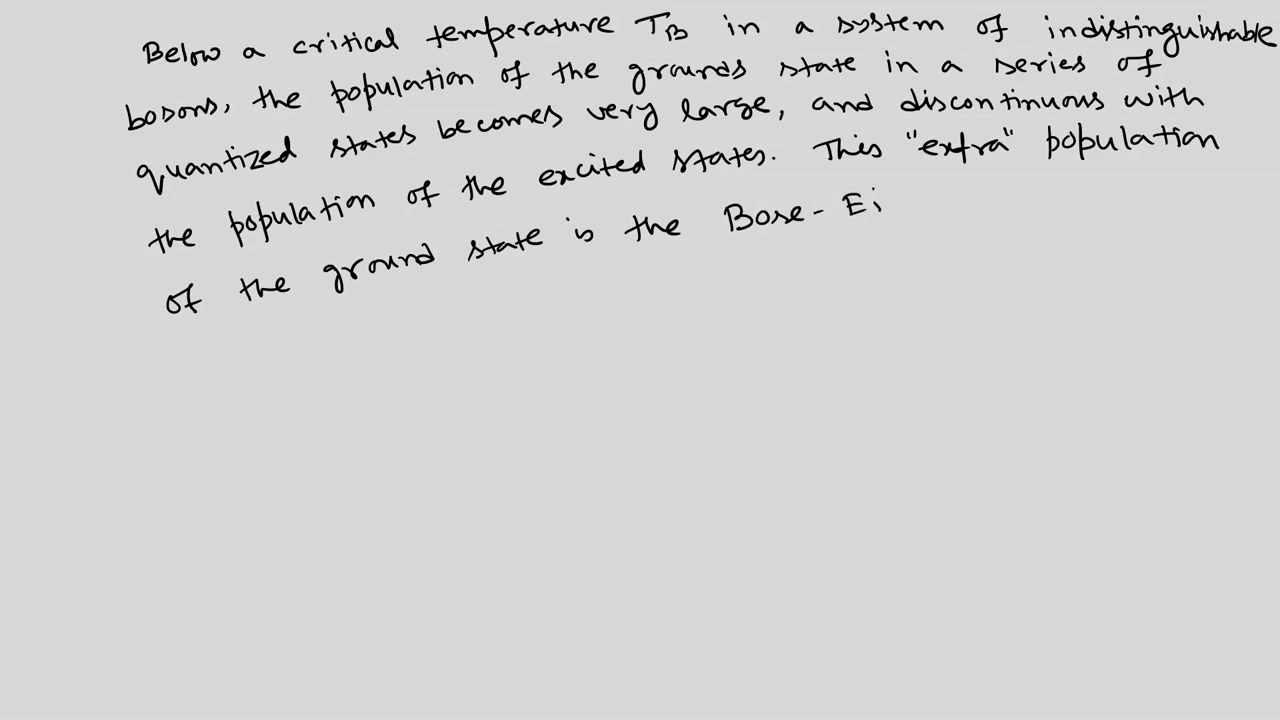 Below a critical temperature TB in a system of indistinguishable
bosons, the population of the grounds state in a series of
quantized states becomes very large, and discontinuous with
the population of the excited states. This "extra" population
of the ground state is the Bose-Ei